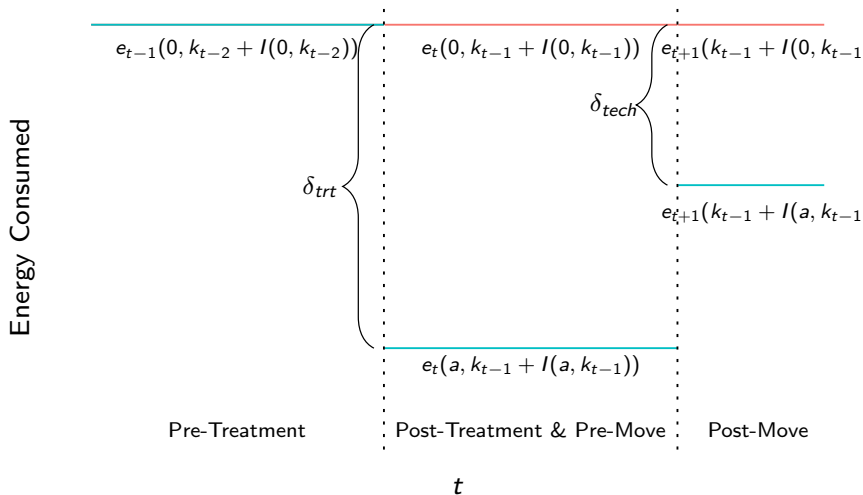 e_{t−1}(0, k_{t−2} + I(0, k_{t−2}))
e_t(0, k_{t−1} + I(0, k_{t−1}))
e_{t+1}(k_{t−1} + I(0, k_{t−1}
δ_{tech}
δ_{trt}
e_{t+1}(k_{t−1} + I(a, k_{t−1}
Energy Consumed
e_t(a, k_{t−1} + I(a, k_{t−1}))
Pre-Treatment
Post-Treatment & Pre-Move
Post-Move
t